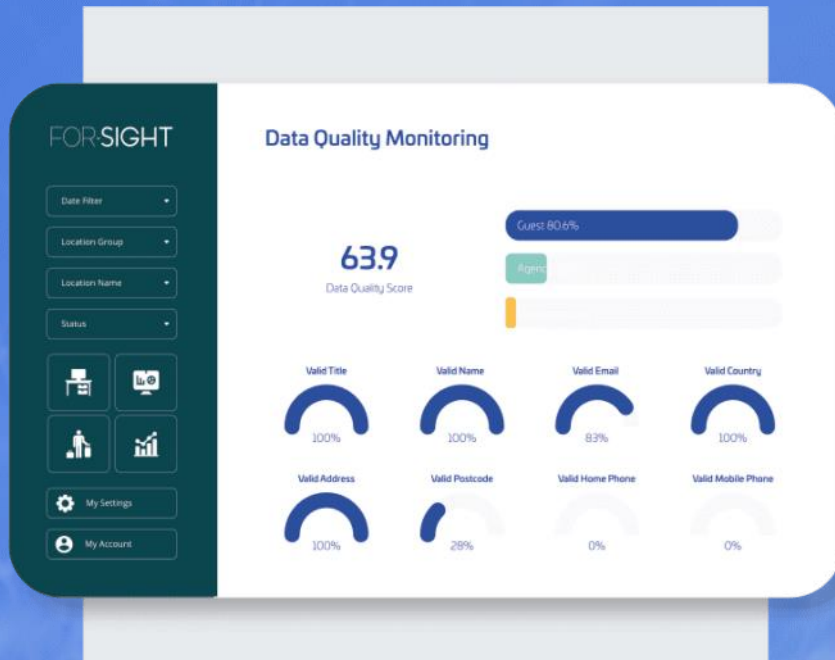 FOR-SIGHT
Date Filter
Location Group
Location Name
Status
My Settings
My Account
Data Quality Monitoring
63.9
Data Quality Score
Guest 80.6%
Agenc
Valid Title
Valid Name
Valid Email
Valid Country
100%
100%
83%
100%
Valid Address
Valid Postcode
Valid Home Phone
Valid Mobile Phone
100%
28%
0%
0%